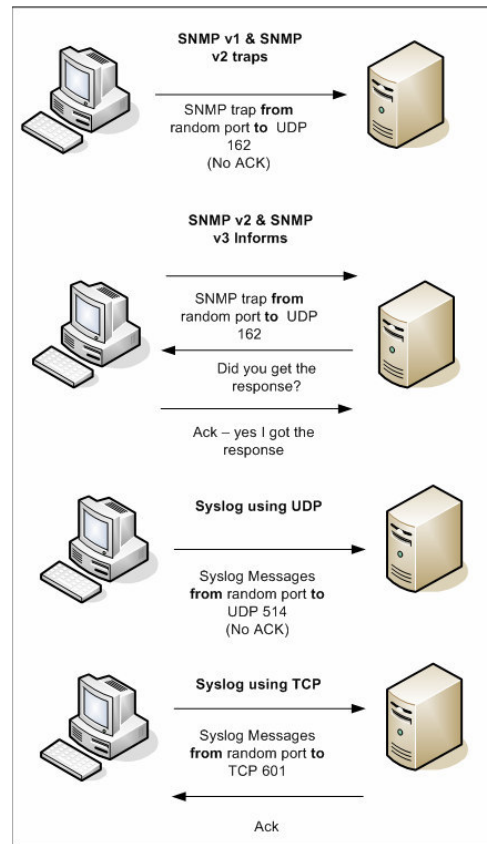 SNMP v1 & SNMP
v2 traps
SNMP trap from
random port to UDP
162
(No ACK)
SNMP v2 & SNMP
v3 Informs
SNMP trap from
random port to UDP
162
Did you get the
response?
Ack – yes I got the
response
Syslog using UDP
Syslog Messages
from random port to
UDP 514
(No ACK)
Syslog using TCP
Syslog Messages
from random port to
TCP 601
Ack